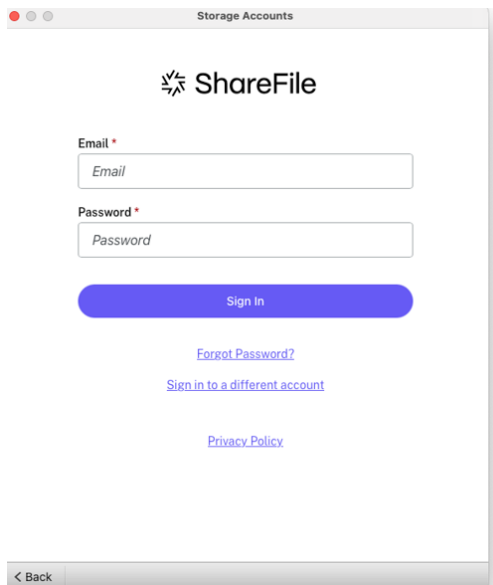 Storage Accounts
ShareFile
Email *
Email
Password *
Password
Sign In
Forgot Password?
Sign in to a different account
Privacy Policy
< Back